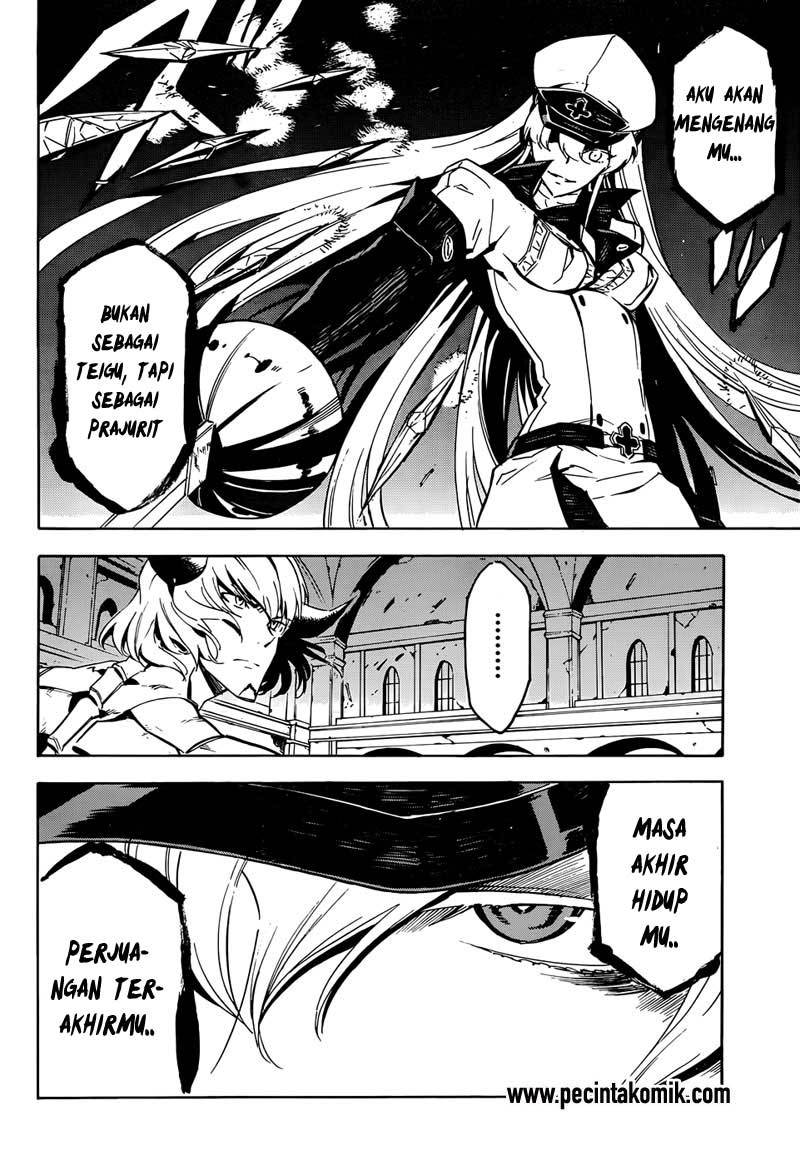 AKU AKAN
MENGENANG
MU...
BUKAN
SEBAGAI
TEIGU, TAPI
SEBAGAI
PRAJURIT
.........
MASA
AKHIR
HIDUP
MU..
PERJUA-
NGAN TER-
AKHIRMU..
www.pecintakomik.com